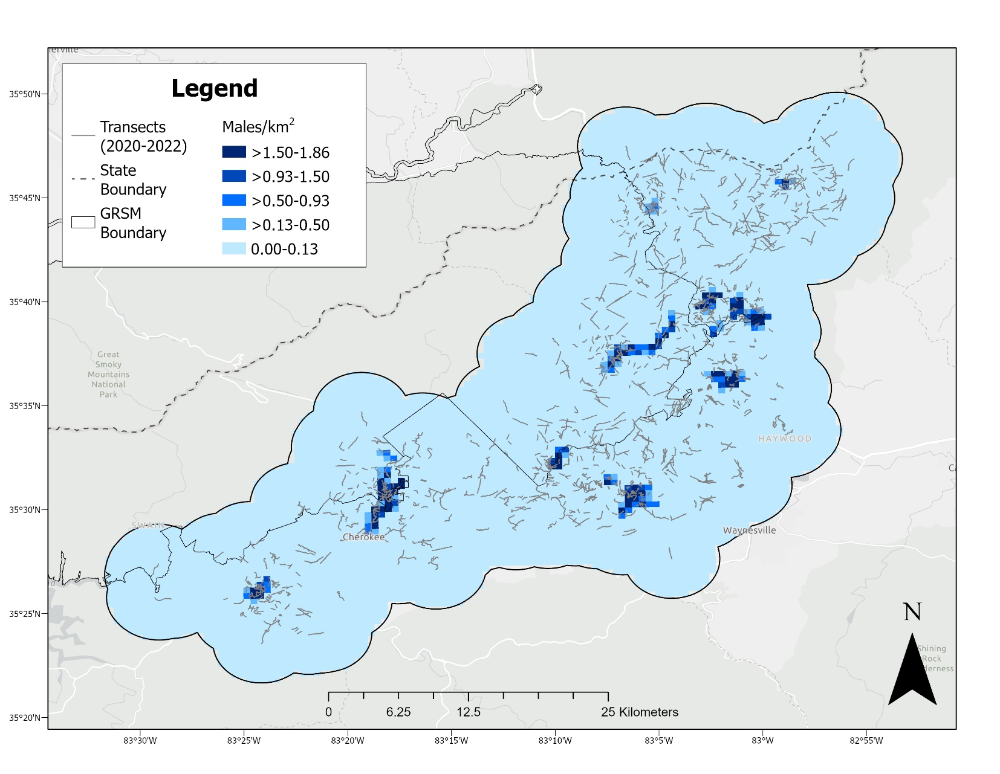 Legend
Transects
(2020-2022)
State
Boundary
GRSM
Boundary
Males/km2
>1.50-1.86
>0.93-1.50
>0.50-0.93
>0.13-0.50
0.00-0.13
35°50'N
35°45'N
35°40'N
35°35'N
35°30'N
35°25'N
35°20'N
Great
Smoky
Mountains
National
Park
HAYWOOD
SWAIN
Cherokee
Waynesville
N
Shining
Rock
0
6.25
12.5
25 Kilometers
83°30'W
83°25'W
83°20'W
83°15'W
83°10'W
83°5'W
83°W
82°55'W